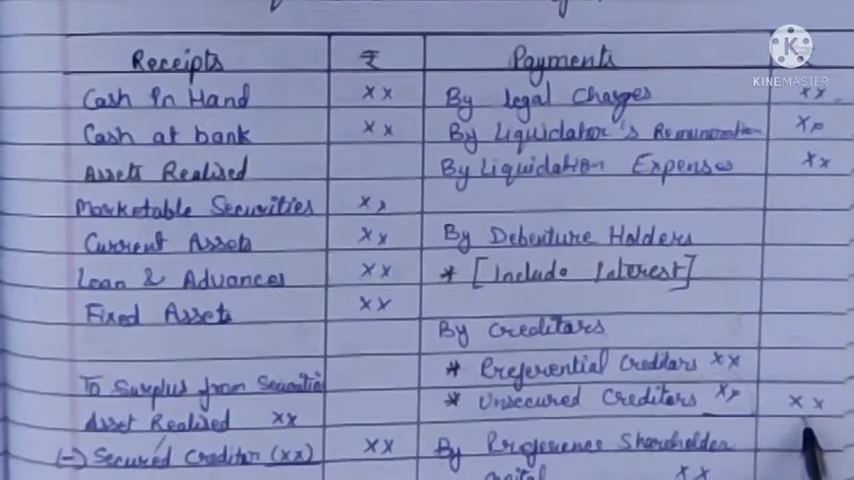 Receipts ₹ Payments
K
KINEMASTER
Cash In Hand xx By legal Charges xx
Cash at bank xx By Liquidator's Remuneration xx
Assets Realised By Liquidation Expenses xx
Marketable Securities xx
Current Assets xx By Debenture Holders
Loan & Advances xx * [Include Interest]
Fixed Assets xx
By Creditors
* Preferential Creditors xx
To Surplus from
* Unsecured Creditors xx xx
Asset Realised xx
(-) Secured Creditor (xx) xx By Preference Shareholder
xx